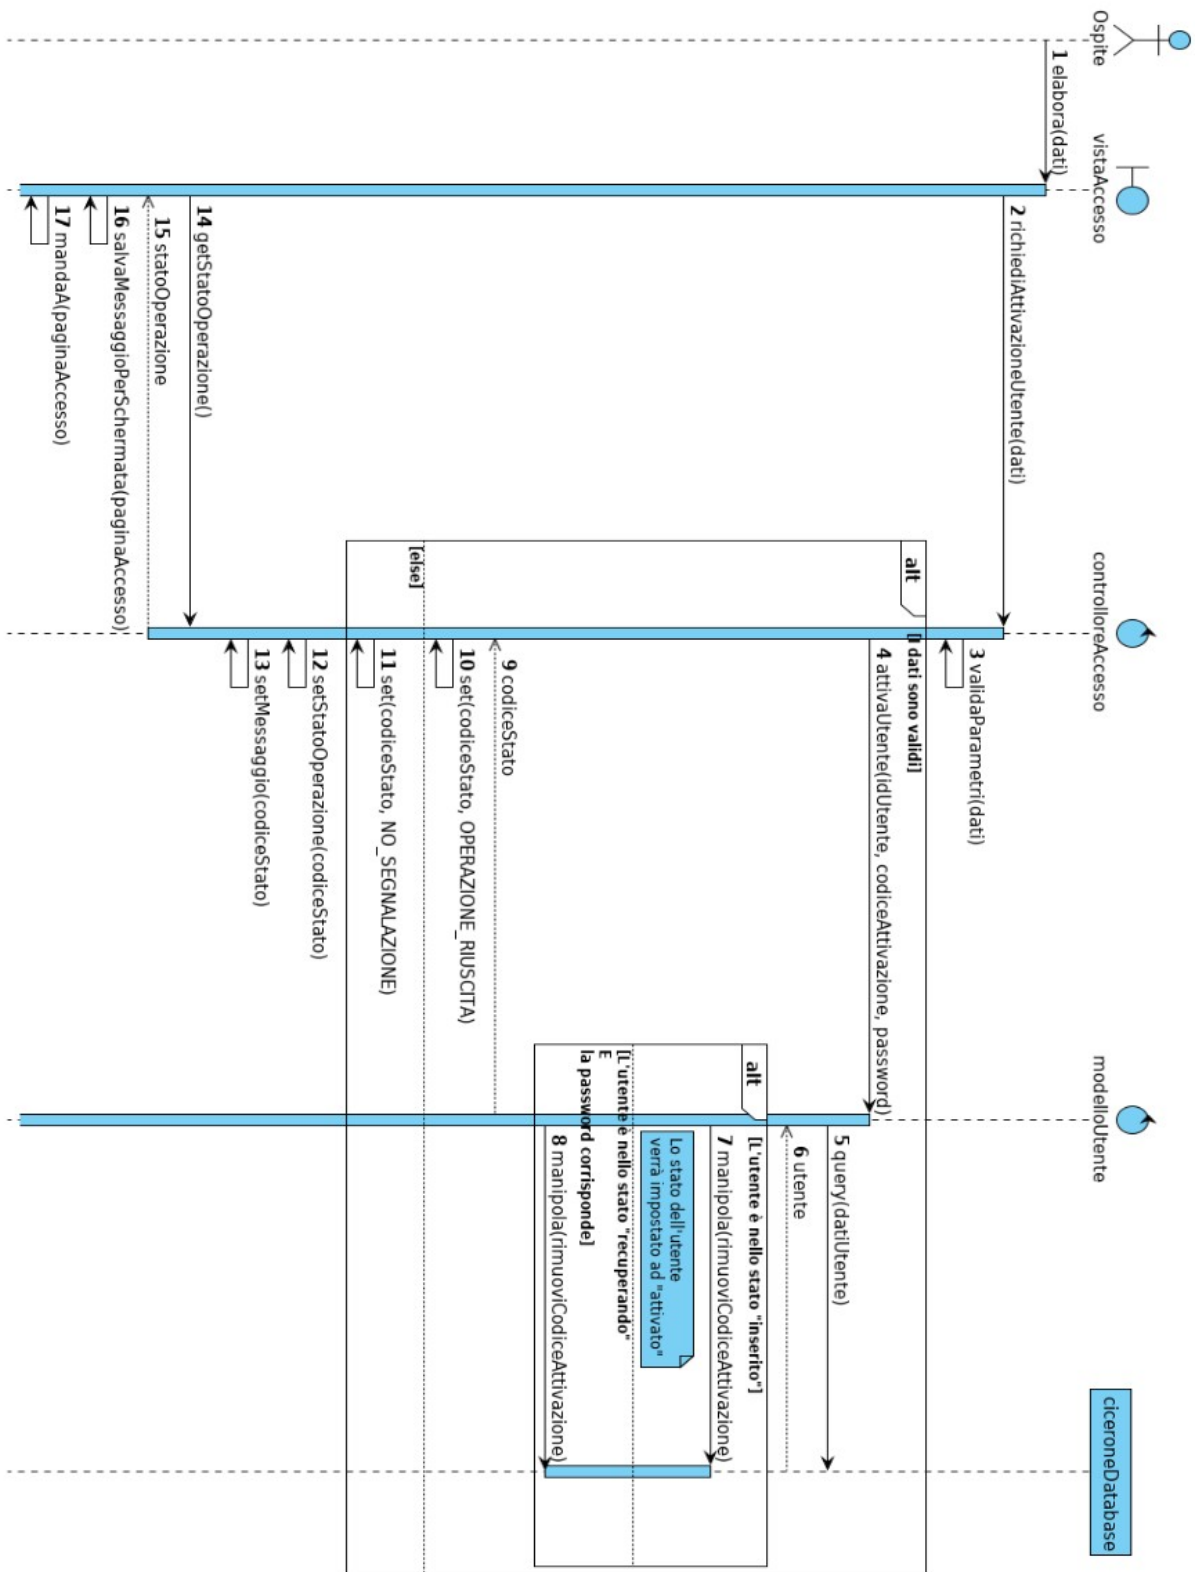 Ospite
vistaAccesso
controlloreAccesso
modelloUtente
ciceroneDatabase
1 elabora(dati)
2 richiediAttivazioneUtente(dati)
3 validaParametri(dati)
alt
[I dati sono validi]
4 attivaUtente(idUtente, codiceAttivazione, password)
5 query(datiUtente)
6 utente
alt
[L'utente è nello stato "inserito"]
7 manipola(rimuoviCodiceAttivazione)
Lo stato dell'utente
verrà impostato ad "attivato"
[L'utente è nello stato "recuperando"
E
la password corrisponde]
8 manipola(rimuoviCodiceAttivazione)
9 codiceStato
10 set(codiceStato, OPERAZIONE_RIUSCITA)
[else]
11 set(codiceStato, NO_SEGNALAZIONE)
12 setStatoOperazione(codiceStato)
13 setMessaggio(codiceStato)
14 getStatoOperazione()
15 statoOperazione
16 salvaMessaggioPerSchermata(paginaAccesso)
17 mandaA(paginaAccesso)